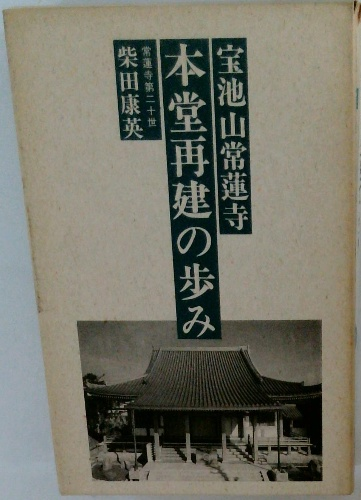 宝池山常蓮寺
本堂再建の歩み
常蓮寺第二十世
柴田康英